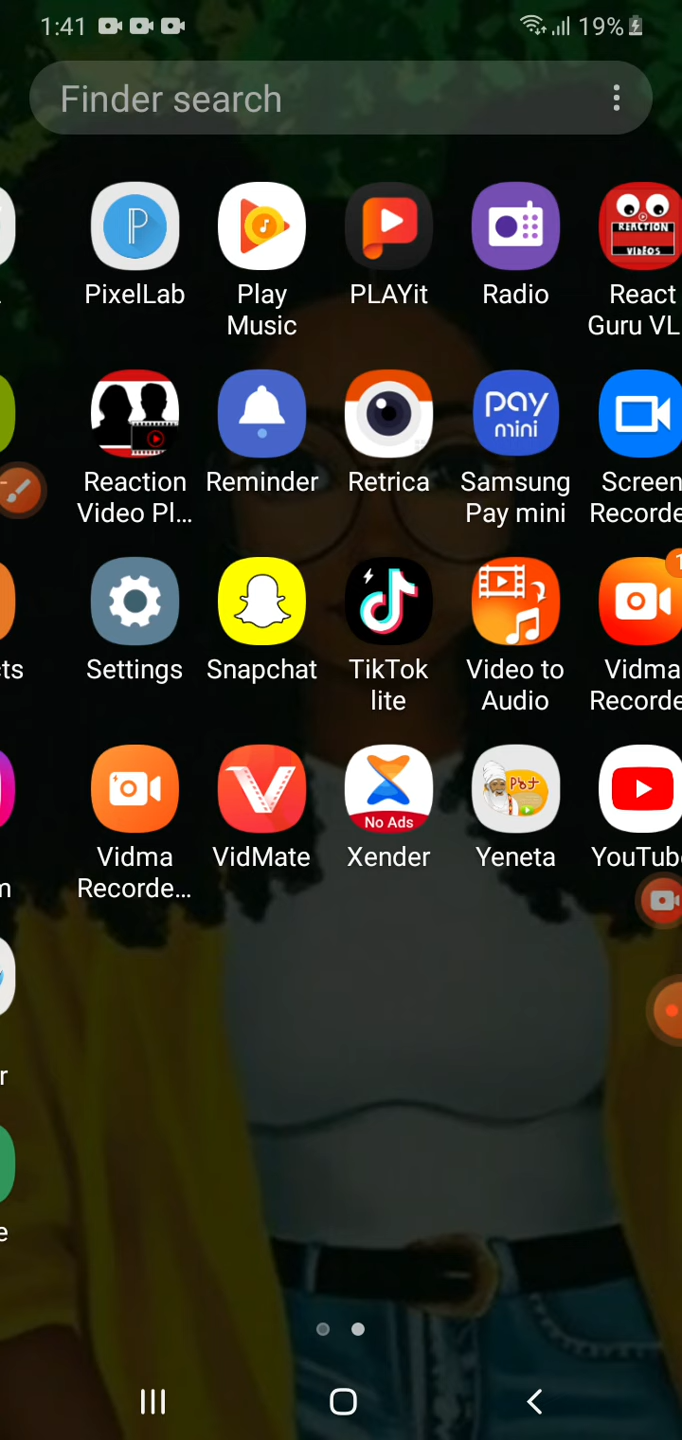 1:41
19%
Finder search
PixelLab
Play
Music
PLAYit
Radio
REACTION
VIDEOS
React
Guru VL
Reaction
Video Pl...
Reminder
Retrica
pay
mini
Samsung
Pay mini
Screen
Recorde
cts
Settings
Snapchat
TikTok
lite
Video to
Audio
1
Vidma
Recorde
m
Vidma
Recorde...
VidMate
No Ads
Xender
Yeneta
YouTube
r
e